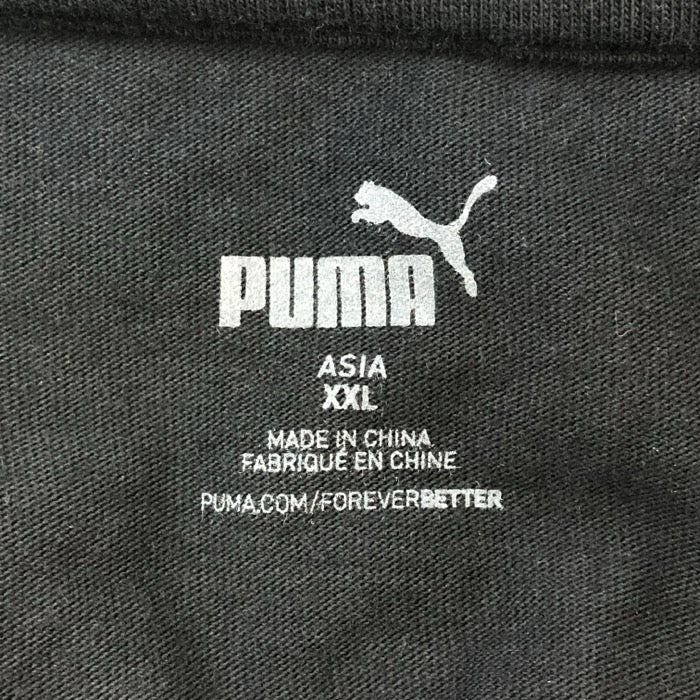 PUMA
ASIA
XXL
MADE IN CHINA
FABRIQUÉ EN CHINE
PUMA.COM/FOREVERBETTER